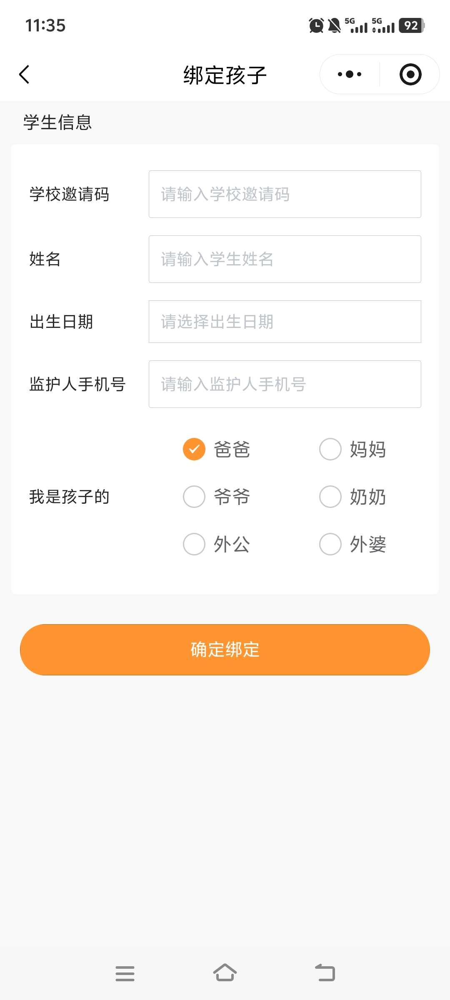 11:35
5G 5G 92
绑定孩子
学生信息
学校邀请码 请输入学校邀请码
姓名 请输入学生姓名
出生日期 请选择出生日期
监护人手机号 请输入监护人手机号
爸爸 妈妈
我是孩子的 爷爷 奶奶
外公 外婆
确定绑定